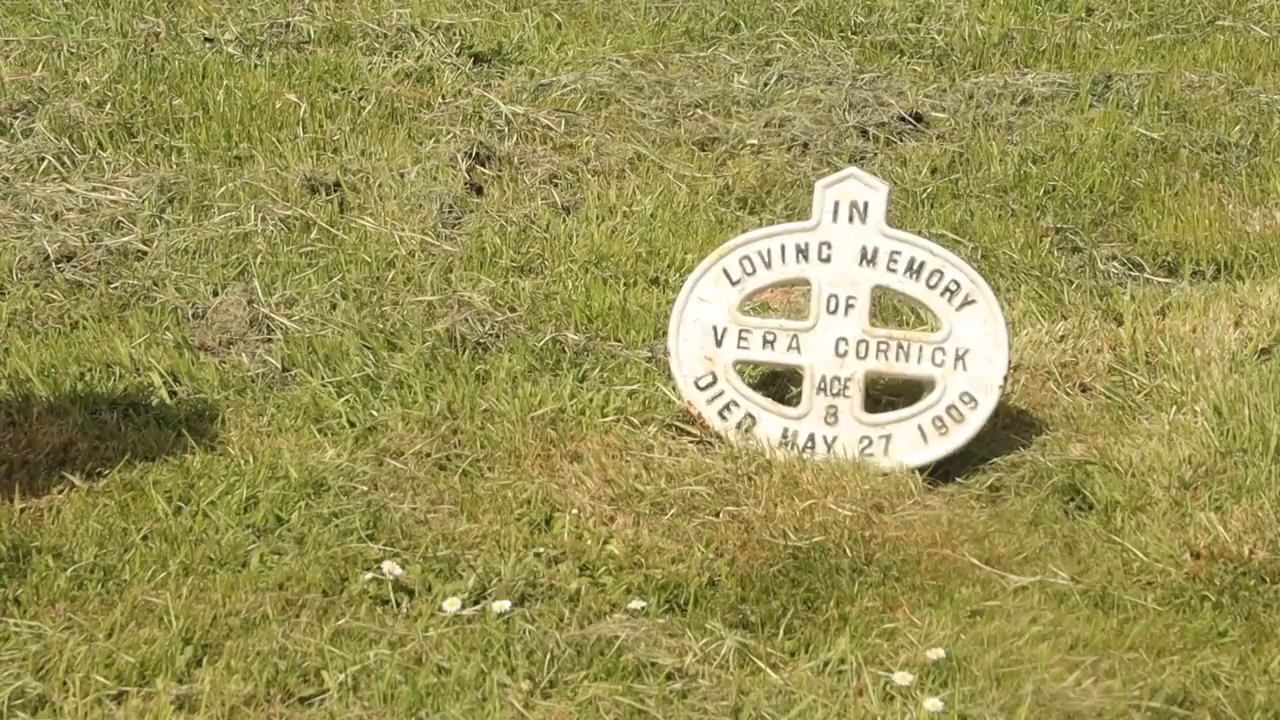 IN
LOVING MEMORY
OF
VERA CORNICK
AGE
8
DIED MAY 27 1909